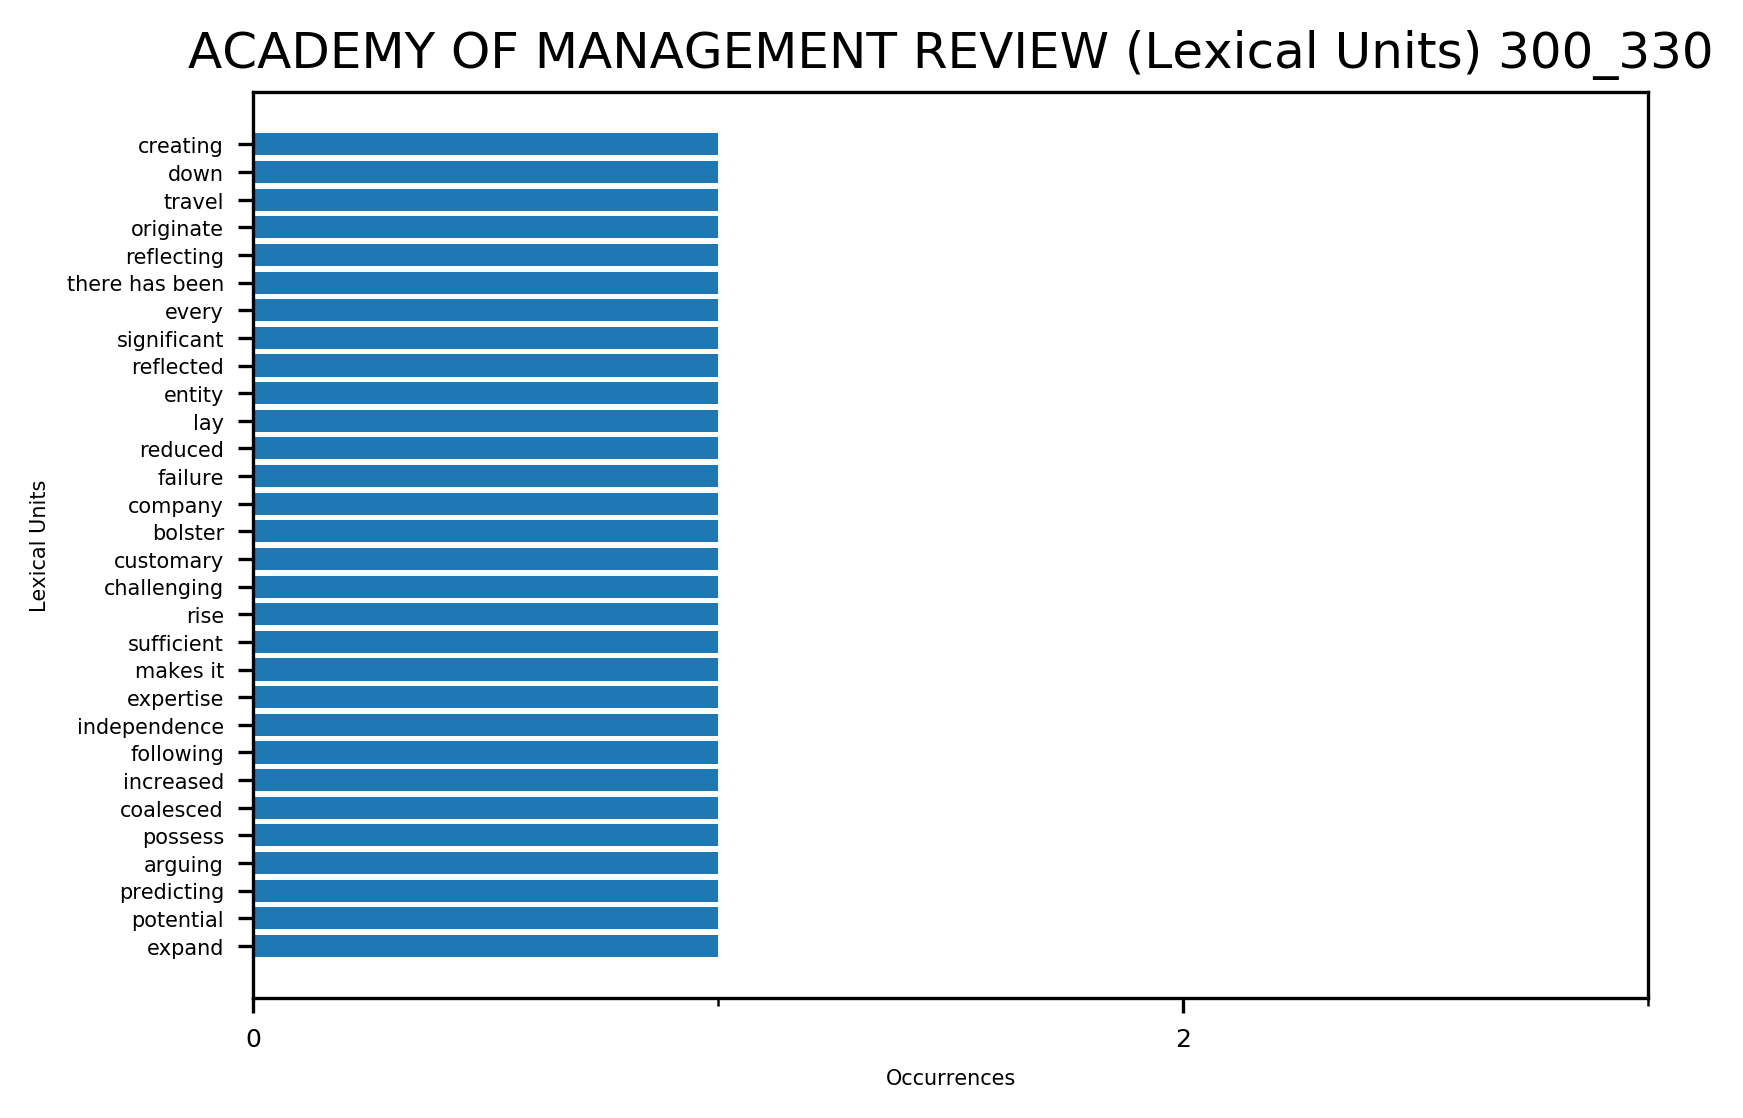 ACADEMY OF MANAGEMENT REVIEW (Lexical Units) 300_330
creating
down
travel
originate
reflecting
there has been
every
significant
reflected
entity
lay
reduced
failure
company
bolster
customary
challenging
rise
sufficient
makes it
expertise
independence
following
increased
coalesced
possess
arguing
predicting
potential
expand
Lexical Units
0 2
Occurrences